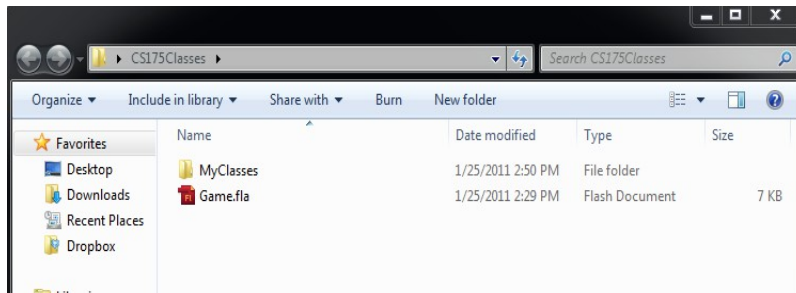 CS175Classes
Search CS175Classes
Organize Include in library Share with Burn New folder
Name Date modified Type Size
Favorites
Desktop
Downloads
Recent Places
Dropbox
MyClasses 1/25/2011 2:50 PM File folder
Game.fla 1/25/2011 2:29 PM Flash Document 7 KB